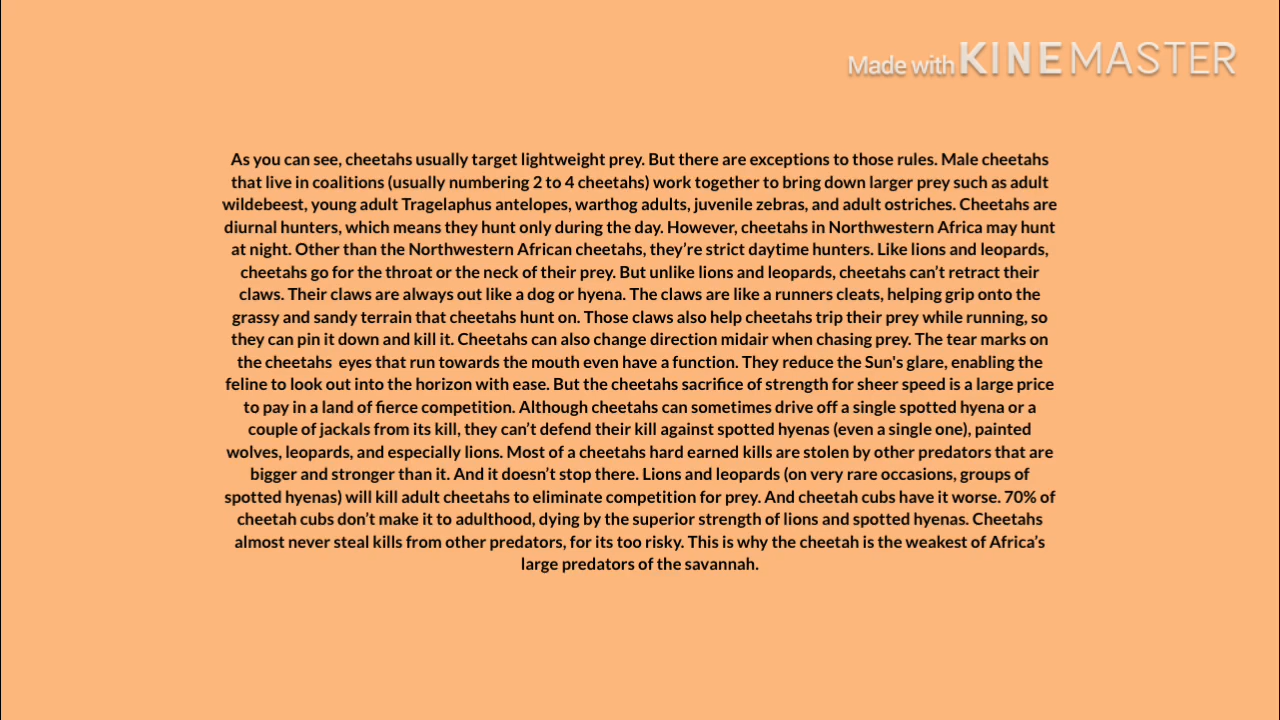 Made with KINEMASTER
As you can see, cheetahs usually target lightweight prey. But there are exceptions to those rules. Male cheetahs
that live in coalitions (usually numbering 2 to 4 cheetahs) work together to bring down larger prey such as adult
wildebeest, young adult Tragelaphus antelopes, warthog adults, juvenile zebras, and adult ostriches. Cheetahs are
diurnal hunters, which means they hunt only during the day. However, cheetahs in Northwestern Africa may hunt
at night. Other than the Northwestern African cheetahs, they’re strict daytime hunters. Like lions and leopards,
cheetahs go for the throat or the neck of their prey. But unlike lions and leopards, cheetahs can’t retract their
claws. Their claws are always out like a dog or hyena. The claws are like a runners cleats, helping grip onto the
grassy and sandy terrain that cheetahs hunt on. Those claws also help cheetahs trip their prey while running, so
they can pin it down and kill it. Cheetahs can also change direction midair when chasing prey. The tear marks on
the cheetahs  eyes that run towards the mouth even have a function. They reduce the Sun's glare, enabling the
feline to look out into the horizon with ease. But the cheetahs sacrifice of strength for sheer speed is a large price
to pay in a land of fierce competition. Although cheetahs can sometimes drive off a single spotted hyena or a
couple of jackals from its kill, they can’t defend their kill against spotted hyenas (even a single one), painted
wolves, leopards, and especially lions. Most of a cheetahs hard earned kills are stolen by other predators that are
bigger and stronger than it. And it doesn’t stop there. Lions and leopards (on very rare occasions, groups of
spotted hyenas) will kill adult cheetahs to eliminate competition for prey. And cheetah cubs have it worse. 70% of
cheetah cubs don’t make it to adulthood, dying by the superior strength of lions and spotted hyenas. Cheetahs
almost never steal kills from other predators, for its too risky. This is why the cheetah is the weakest of Africa’s
large predators of the savannah.